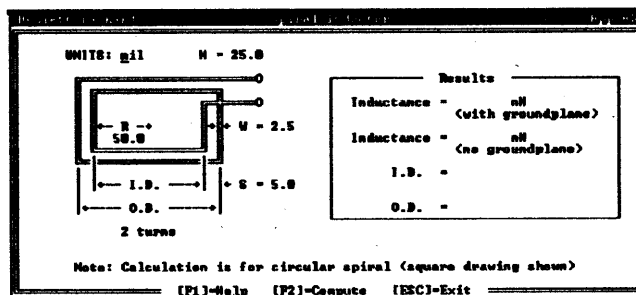 UNITS: mil H = 25.0
Results
Inductance = nH
(with groundplane)
R W = 2.5
50.0
Inductance = nH
(no groundplane)
I.D. =
I.D. S = 5.0
O.D. =
O.D.
2 turns
Note: Calculation is for circular spiral (square drawing shown)
[F1]=Help [F2]=Compute [ESC]=Exit